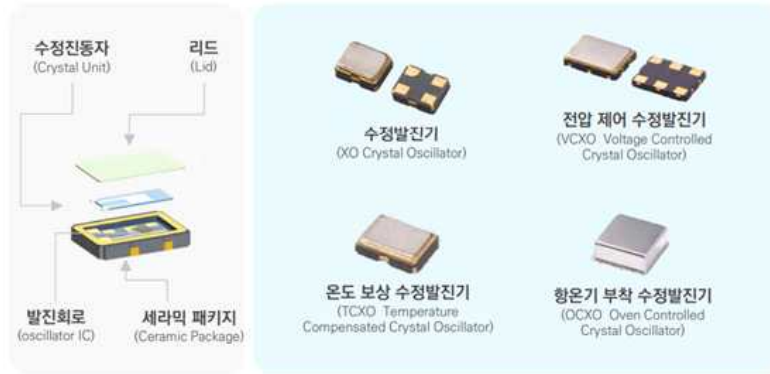 수정진동자
(Crystal Unit)
리드
(Lid)
발진회로
(oscillator IC)
세라믹 패키지
(Ceramic Package)
수정발진기
(XO Crystal Oscillator)
전압 제어 수정발진기
(VCXO Voltage Controlled
Crystal Oscillator)
온도 보상 수정발진기
(TCXO Temperature
Compensated Crystal Oscillator)
항온기 부착 수정발진기
(OCXO Oven Controlled
Crystal Oscillator)